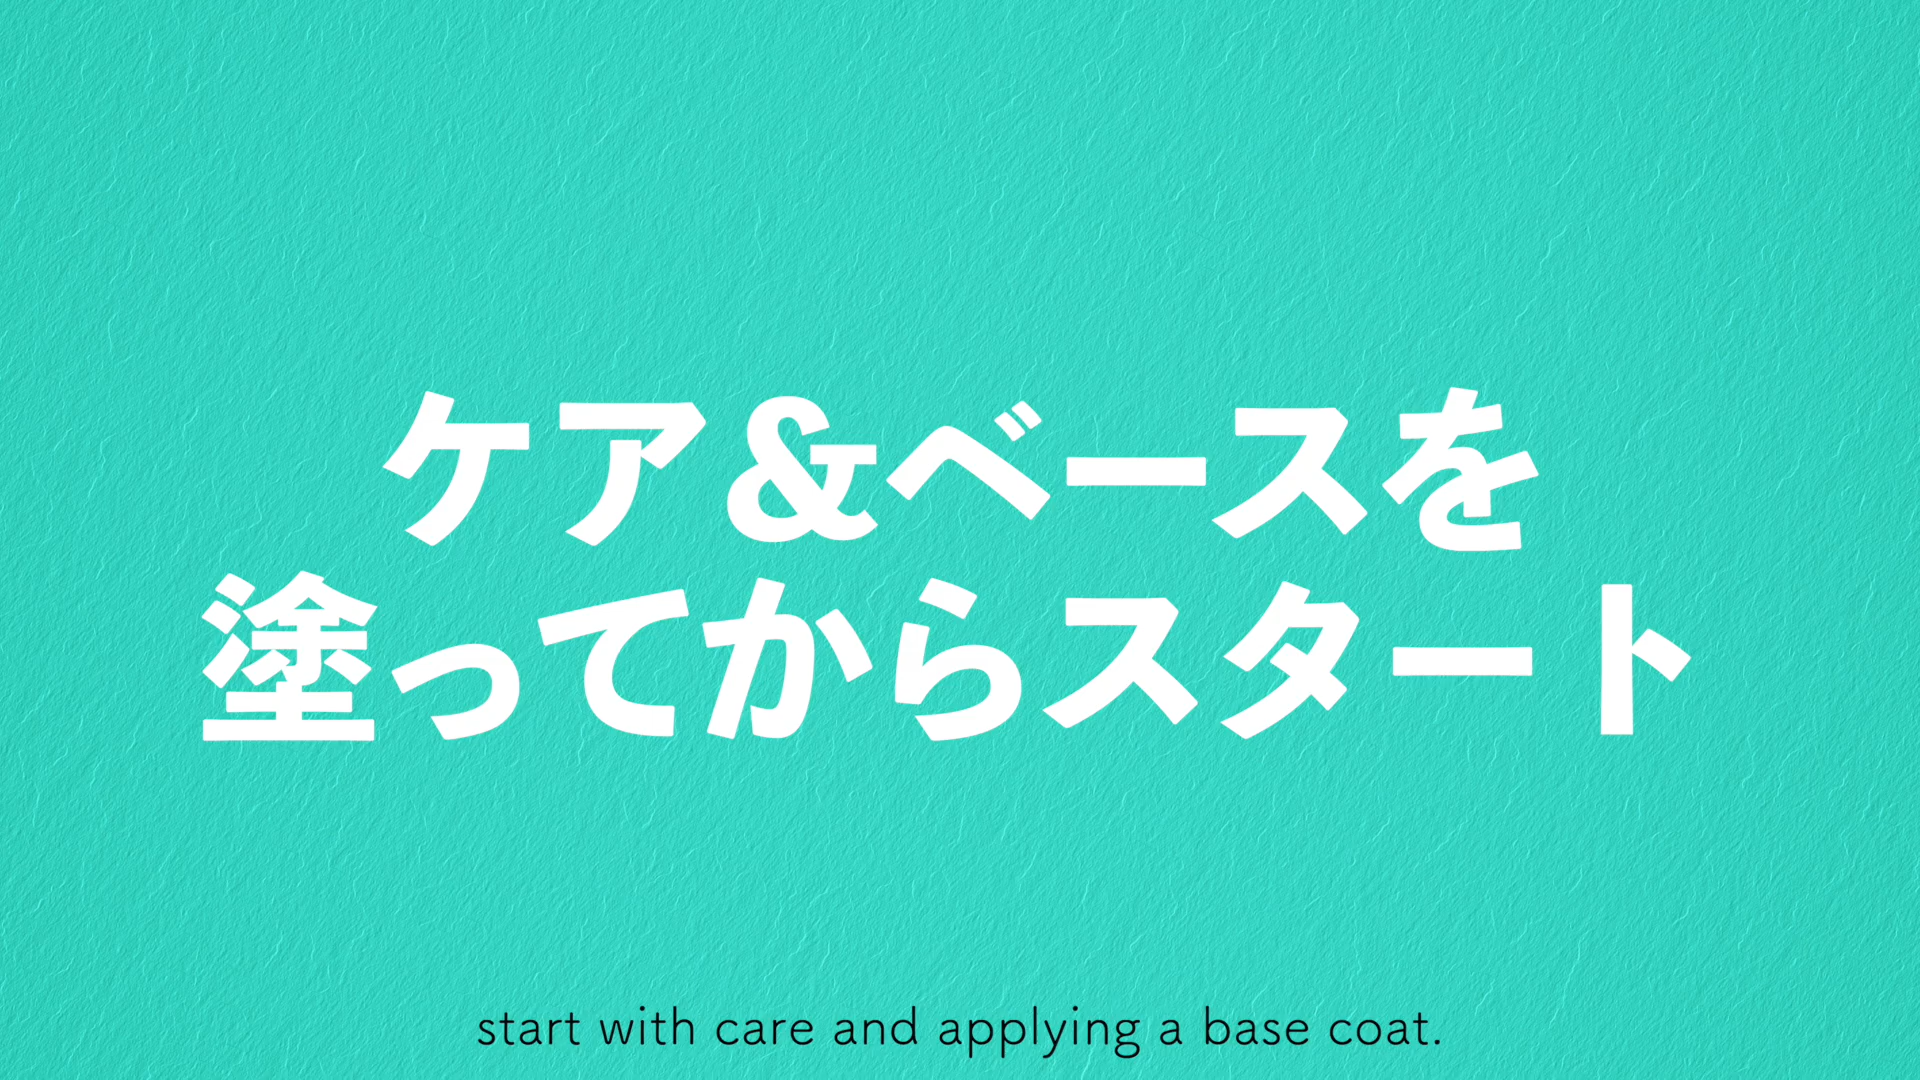 ケア&ベースを
塗ってからスタート
start with care and applying a base coat.